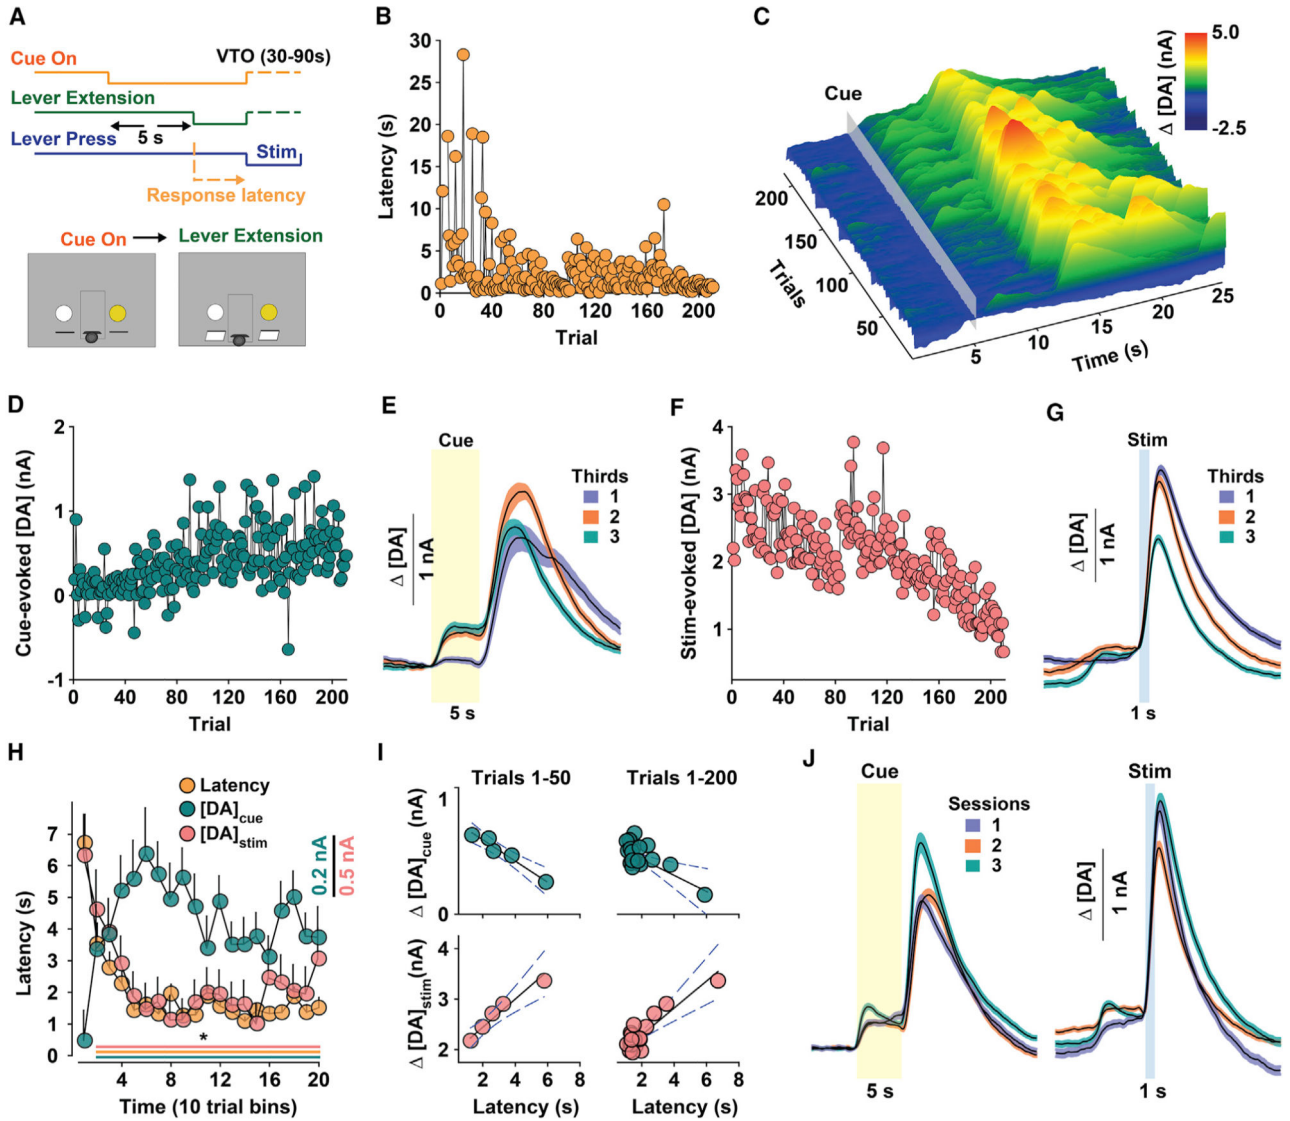 A
Cue On
VTO (30-90s)
Lever Extension
5 s
Lever Press
Stim
Response latency
Cue On
Lever Extension
B
30
25
20
15
10
5
0
Latency (s)
0 40 80 120 160 200
Trial
C
Cue
Δ [DA] (nA)
5.0
-2.5
200
150
100
50
Trials
5
10
15
20
25
Time (s)
D
2
1
0
-1
Cue-evoked [DA] (nA)
0 40 80 120 160 200
Trial
E
Cue
Thirds
1
2
3
Δ [DA]
1 nA
5 s
F
4
3
2
1
Stim-evoked [DA] (nA)
0 40 80 120 160 200
Trial
G
Stim
Thirds
1
2
3
Δ [DA]
1 nA
1 s
H
Latency
[DA]cue
[DA]stim
0.2 nA
0.5 nA
7
6
5
4
3
2
1
0
Latency (s)
*
4 8 12 16 20
Time (10 trial bins)
I
Trials 1-50
Trials 1-200
1
0
Δ [DA]cue (nA)
4
3
2
Δ [DA]stim(nA)
2 4 6 8
2 4 6 8
Latency (s)
Latency (s)
J
Cue
Sessions
1
2
3
5 s
Stim
Δ [DA]
1 nA
1 s